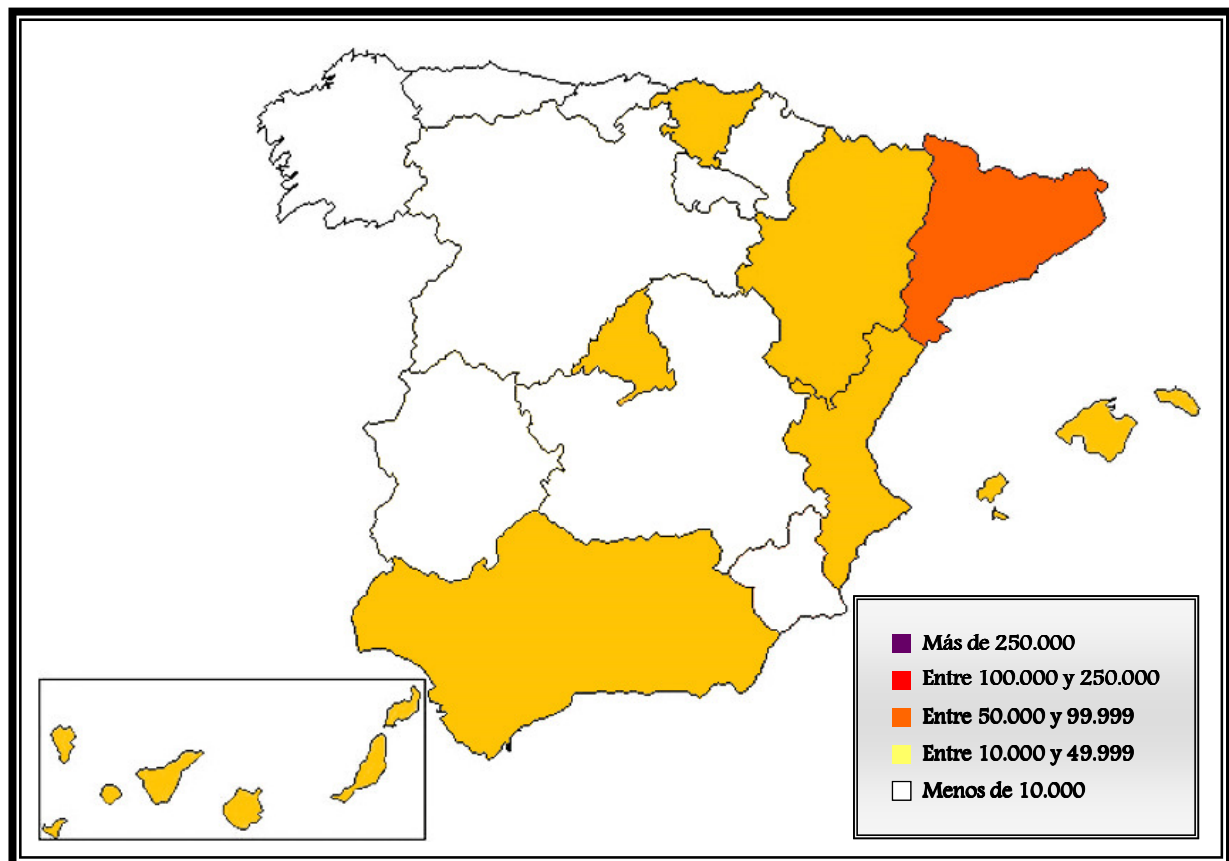 Más de 250.000
Entre 100.000 y 250.000
Entre 50.000 y 99.999
Entre 10.000 y 49.999
Menos de 10.000